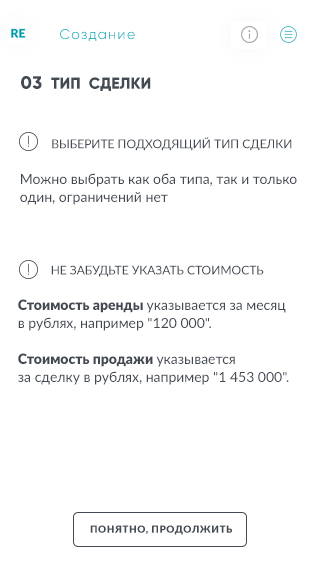 RE
Создание
03 ТИП СДЕЛКИ
ВЫБЕРИТЕ ПОДХОДЯЩИЙ ТИП СДЕЛКИ
Можно выбрать как оба типа, так и только
один, ограничений нет
НЕ ЗАБУДЬТЕ УКАЗАТЬ СТОИМОСТЬ
Стоимость аренды указывается за месяц
в рублях, например "120 000".
Стоимость продажи указывается
за сделку в рублях, например "1 453 000".
ПОНЯТНО, ПРОДОЛЖИТЬ